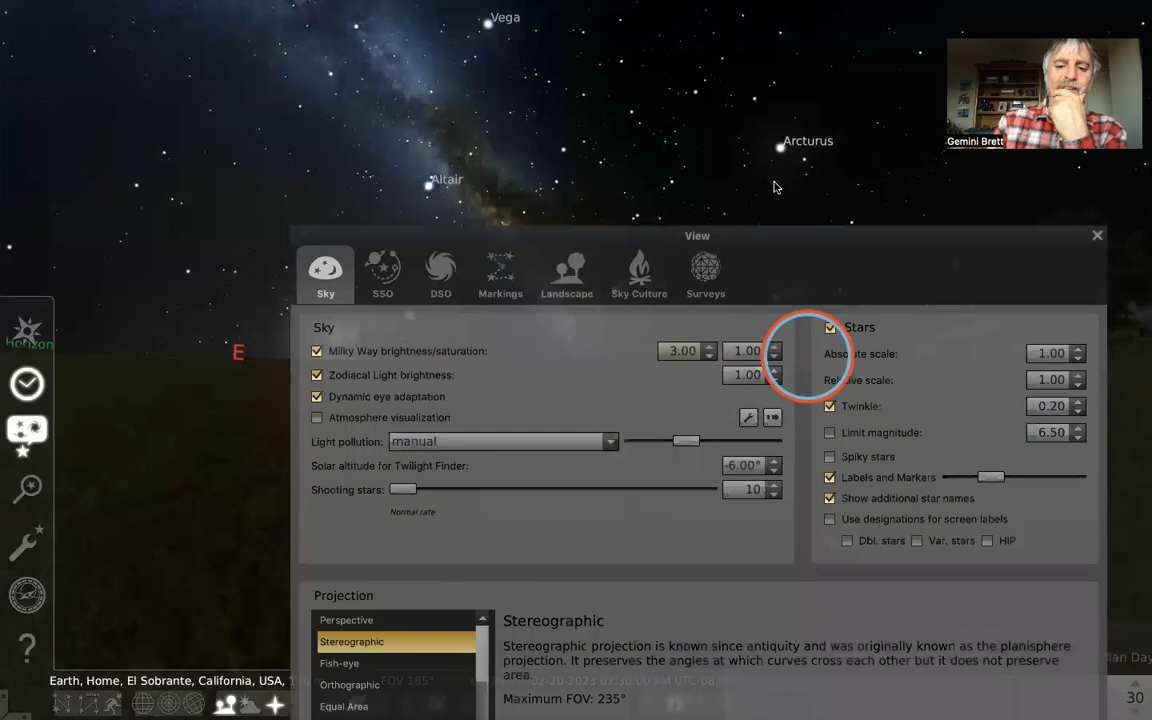 Vega
Arcturus
Gemini Brett
Altair
View
Sky
SSO
DSO
Markings
Landscape
Sky Culture
Surveys
Horizon
E
Sky
Milky Way brightness/saturation: 3.00 1.00
Zodiacal Light brightness: 1.00
Dynamic eye adaptation
Atmosphere visualization
Light pollution: manual
Solar altitude for Twilight Finder: -6.00°
Shooting stars: 10
Normal rate
Stars
Absolute scale: 1.00
Relative scale: 1.00
Twinkle: 0.20
Limit magnitude: 6.50
Spiky stars
Labels and Markers
Show additional star names
Use designations for screen labels
Dbl. stars Var. stars HIP
Projection
Perspective
Stereographic
Fish-eye
Orthographic
Equal Area
Stereographic
Stereographic projection is known since antiquity and was originally known as the planisphere
projection. It preserves the angles at which curves cross each other but it does not preserve
area.
Maximum FOV: 235°
Earth, Home, El Sobrante, California, USA,
FOV 185°
UTC-08:00
30